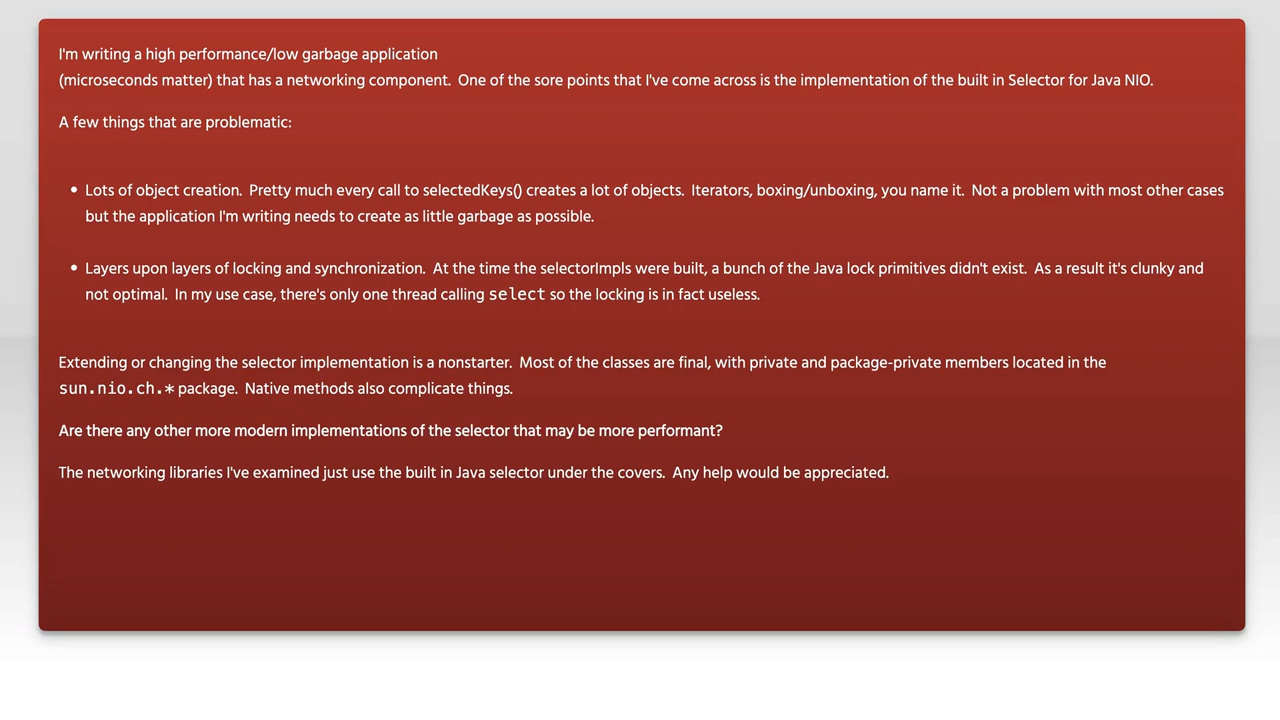 I'm writing a high performance/low garbage application
(microseconds matter) that has a networking component.  One of the sore points that I've come across is the implementation of the built in Selector for Java NIO.
A few things that are problematic:
• Lots of object creation.  Pretty much every call to selectedKeys() creates a lot of objects.  Iterators, boxing/unboxing, you name it.  Not a problem with most other cases
but the application I'm writing needs to create as little garbage as possible.
• Layers upon layers of locking and synchronization.  At the time the selectorImpls were built, a bunch of the Java lock primitives didn't exist.  As a result it's clunky and
not optimal.  In my use case, there's only one thread calling select so the locking is in fact useless.
Extending or changing the selector implementation is a nonstarter.  Most of the classes are final, with private and package-private members located in the
sun.nio.ch.* package.  Native methods also complicate things.
Are there any other more modern implementations of the selector that may be more performant?
The networking libraries I've examined just use the built in Java selector under the covers.  Any help would be appreciated.